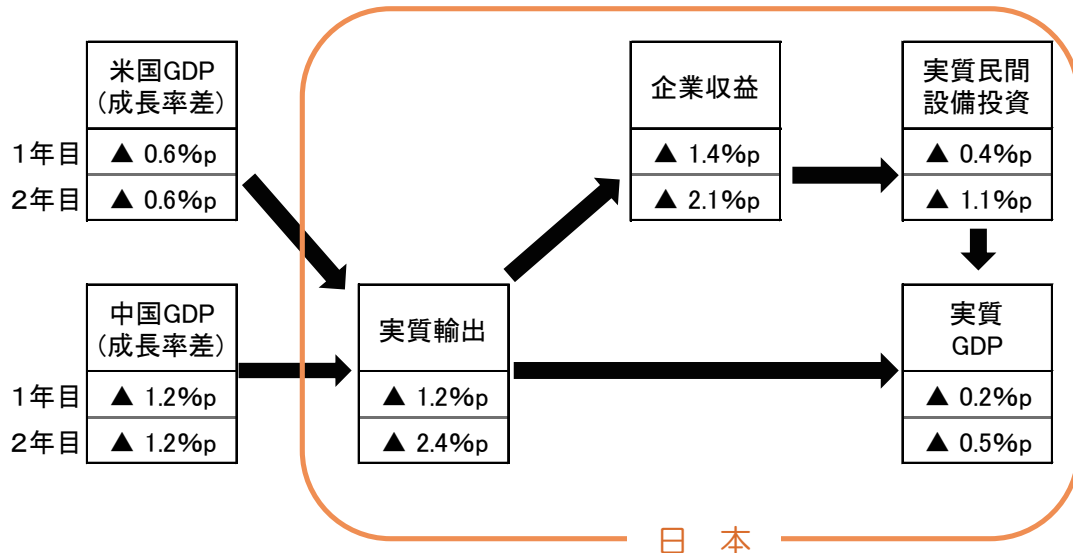 米国GDP
(成長率差)
1年目 ▲ 0.6%p
2年目 ▲ 0.6%p
企業収益
▲ 1.4%p
▲ 2.1%p
実質民間
設備投資
▲ 0.4%p
▲ 1.1%p
中国GDP
(成長率差)
1年目 ▲ 1.2%p
2年目 ▲ 1.2%p
実質輸出
▲ 1.2%p
▲ 2.4%p
実質
GDP
▲ 0.2%p
▲ 0.5%p
日 本